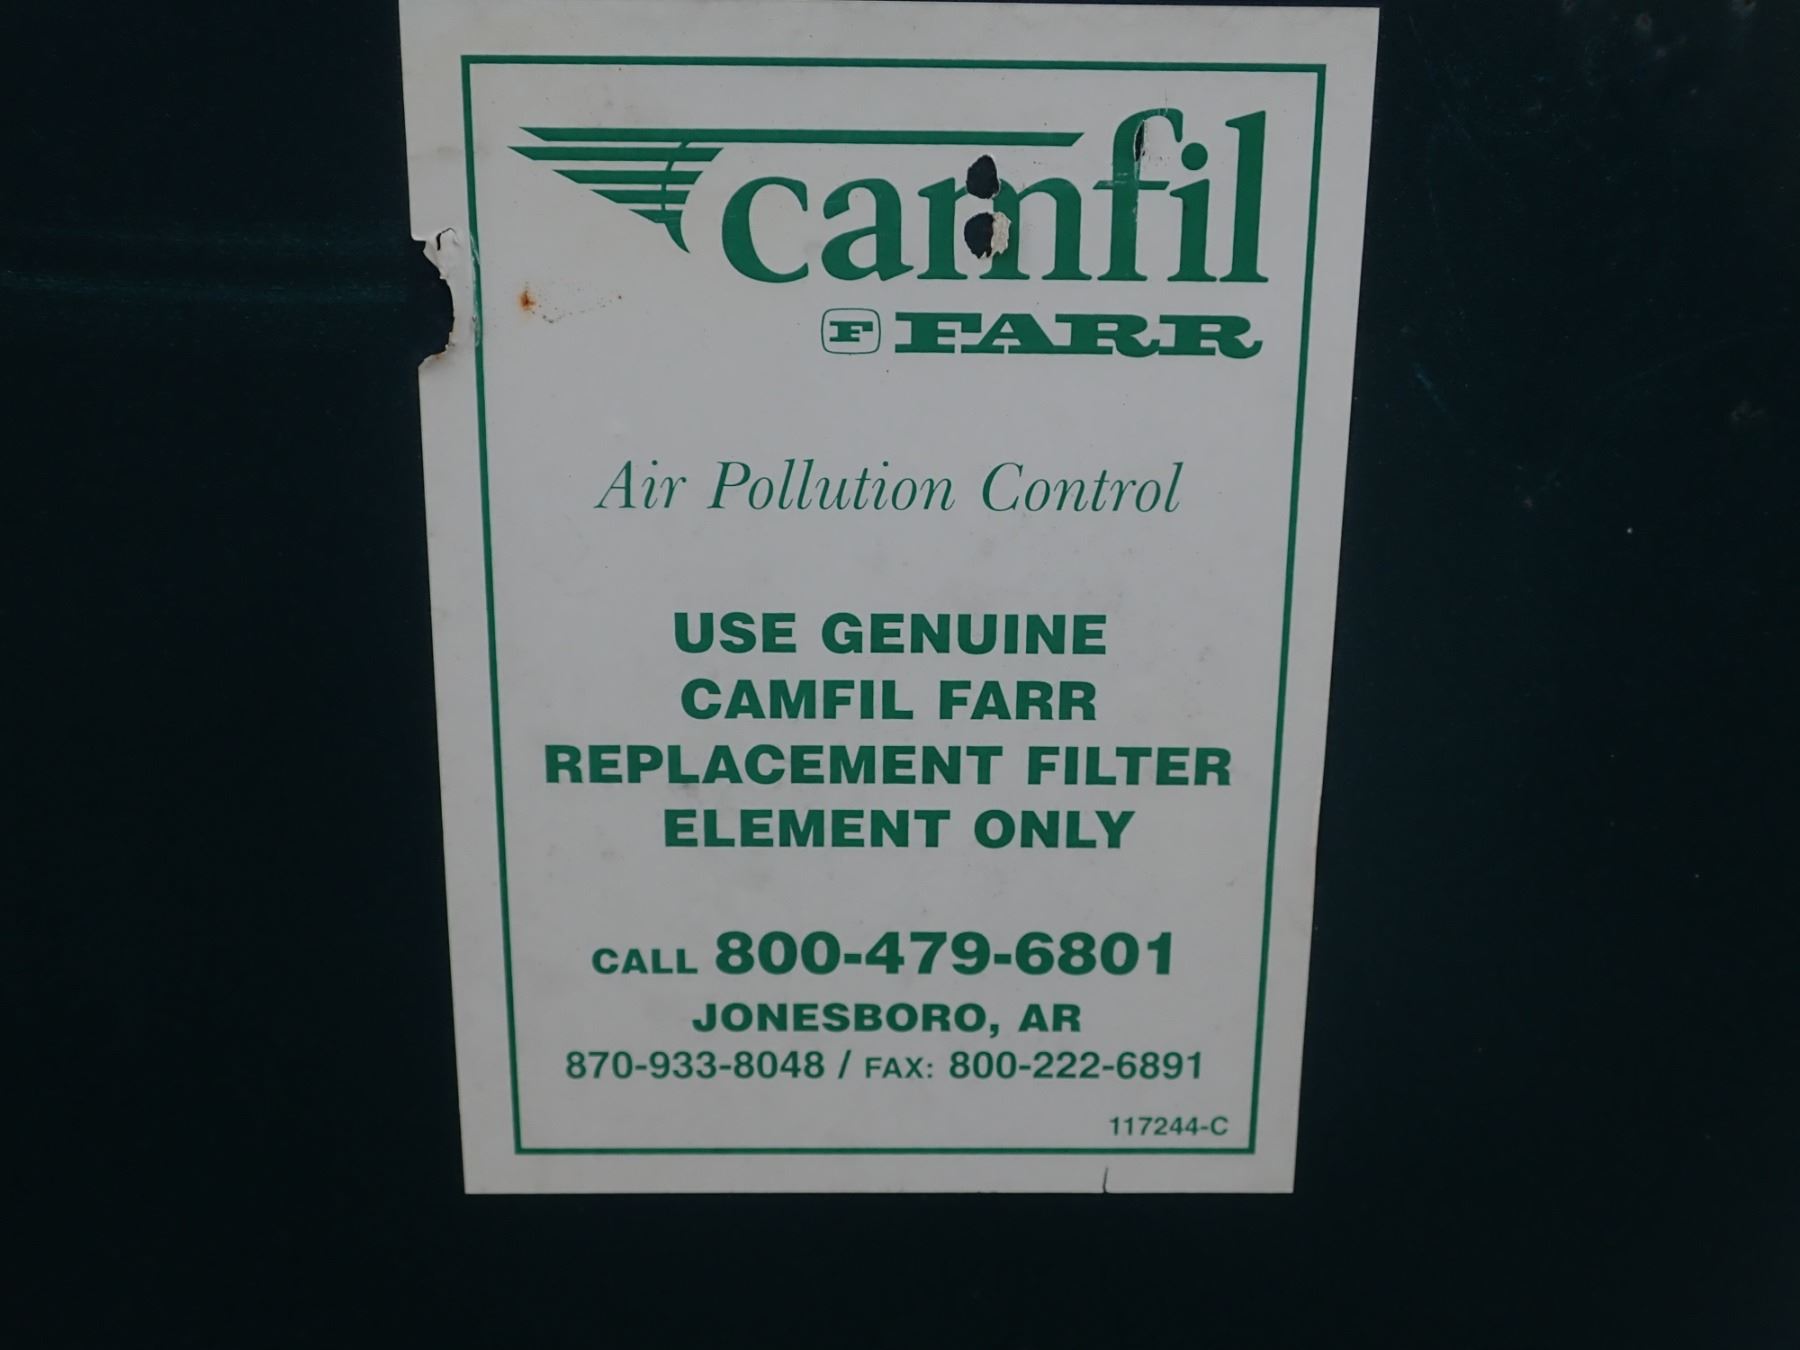 camfil
F FARR
Air Pollution Control
USE GENUINE
CAMFIL FARR
REPLACEMENT FILTER
ELEMENT ONLY
CALL 800-479-6801
JONESBORO, AR
870-933-8048 / FAX: 800-222-6891
117244-C